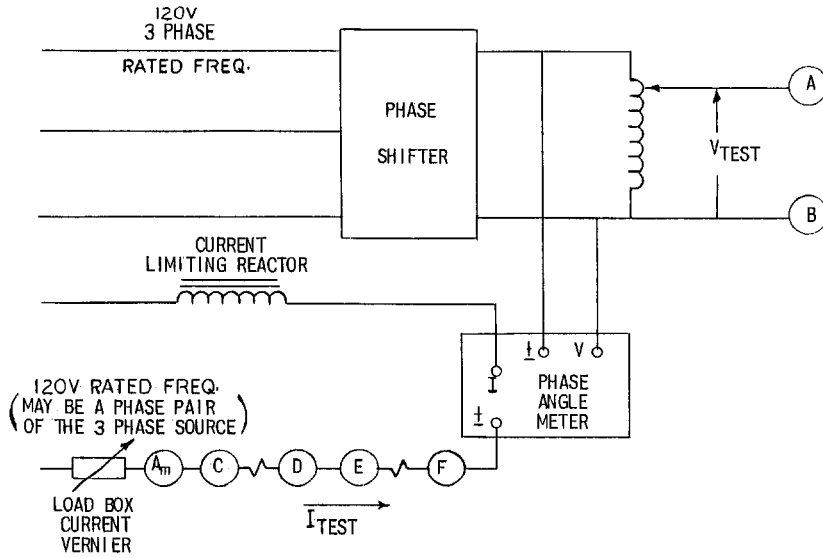 120V
3 PHASE
RATED FREQ.
PHASE
SHIFTER
A
VTEST
B
CURRENT
LIMITING REACTOR
± V
I PHASE
ANGLE
± METER
120V RATED FREQ.
(MAY BE A PHASE PAIR
OF THE 3 PHASE SOURCE)
Am C D E F
LOAD BOX
CURRENT
VERNIER
ITEST